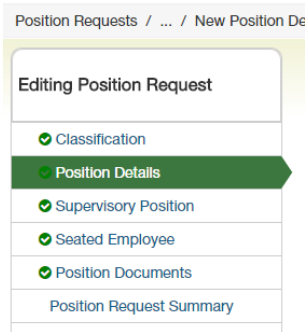 Position Requests / ... / New Position De
Editing Position Request
Classification
Position Details
Supervisory Position
Seated Employee
Position Documents
Position Request Summary